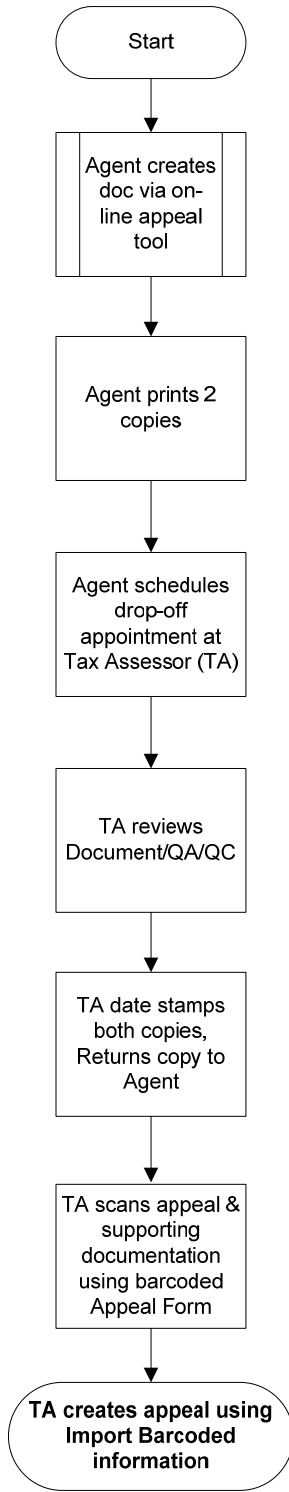 Start
Agent creates
doc via on-
line appeal
tool
Agent prints 2
copies
Agent schedules
drop-off
appointment at
Tax Assessor (TA)
TA reviews
Document/QA/QC
TA date stamps
both copies,
Returns copy to
Agent
TA scans appeal &
supporting
documentation
using barcoded
Appeal Form
TA creates appeal using
Import Barcoded
information